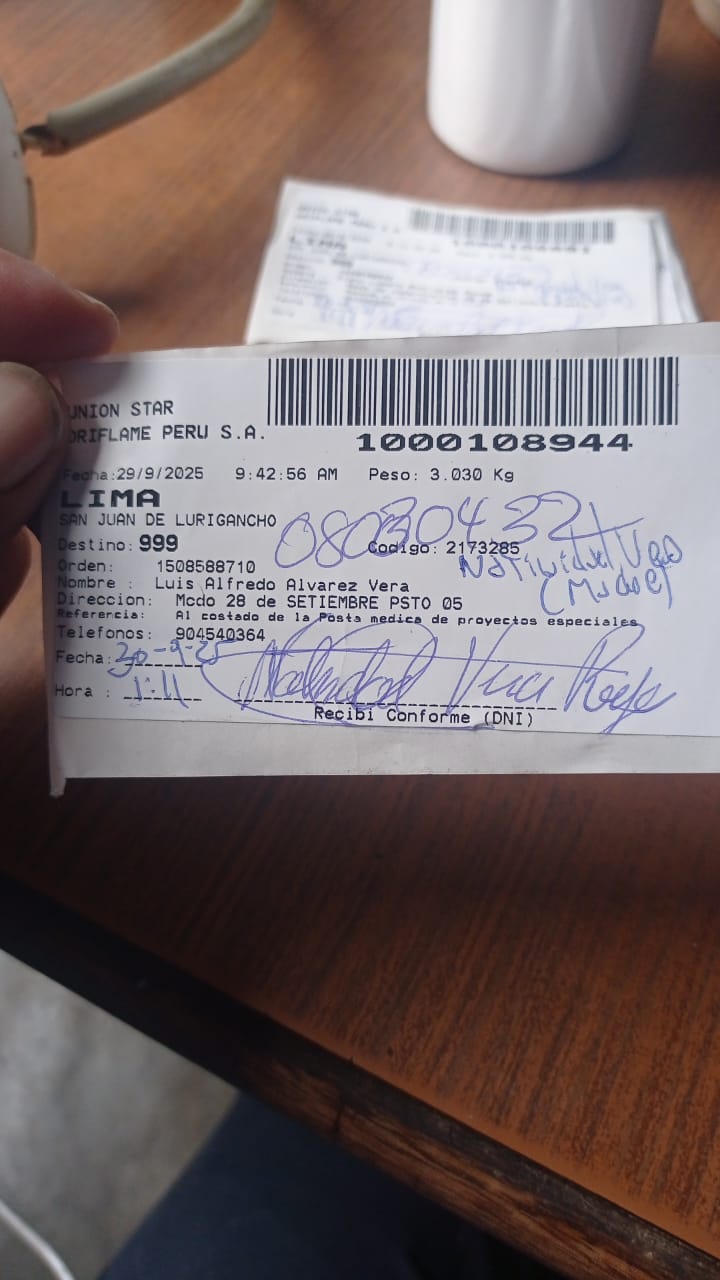 UNION STAR
ORIFLAME PERU S.A.
1000108944
Fecha:29/9/2025 9:42:56 AM Peso: 3.030 Kg
LIMA
SAN JUAN DE LURIGANCHO
08030432
Destino: 999 Codigo: 2173285
Natividad Vera
(Madre)
Orden: 1508588710
Nombre : Luis Alfredo Alvarez Vera
Direccion: Mcdo 28 de SETIEMBRE PSTO 05
Referencia: Al costado de la Posta medica de proyectos especiales
Telefonos: 904540364
Fecha: 30-9-25
Hora : 1:11
Natividad Vera
Recibi Conforme (DNI)
LIMA